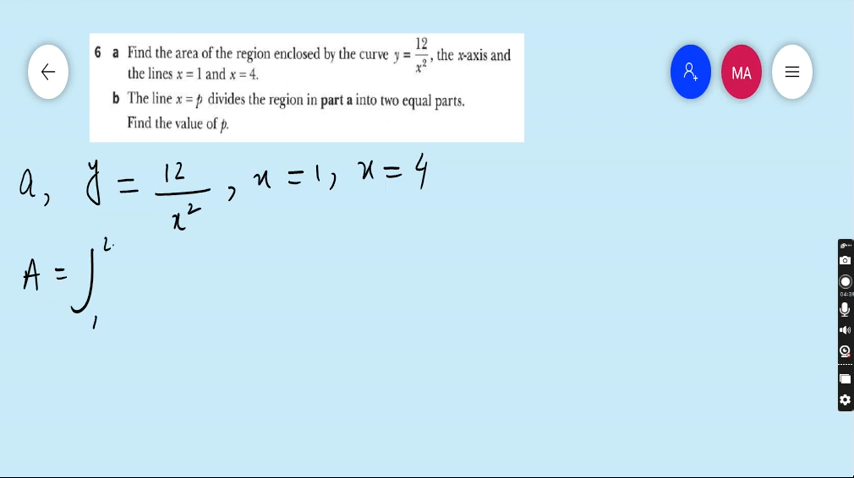 6 a Find the area of the region enclosed by the curve y = 12/x², the x-axis and
the lines x = 1 and x = 4.
b The line x = p divides the region in part a into two equal parts.
Find the value of p.
MA
a, y = 12/x², x = 1, x = 4
A = ∫₁²